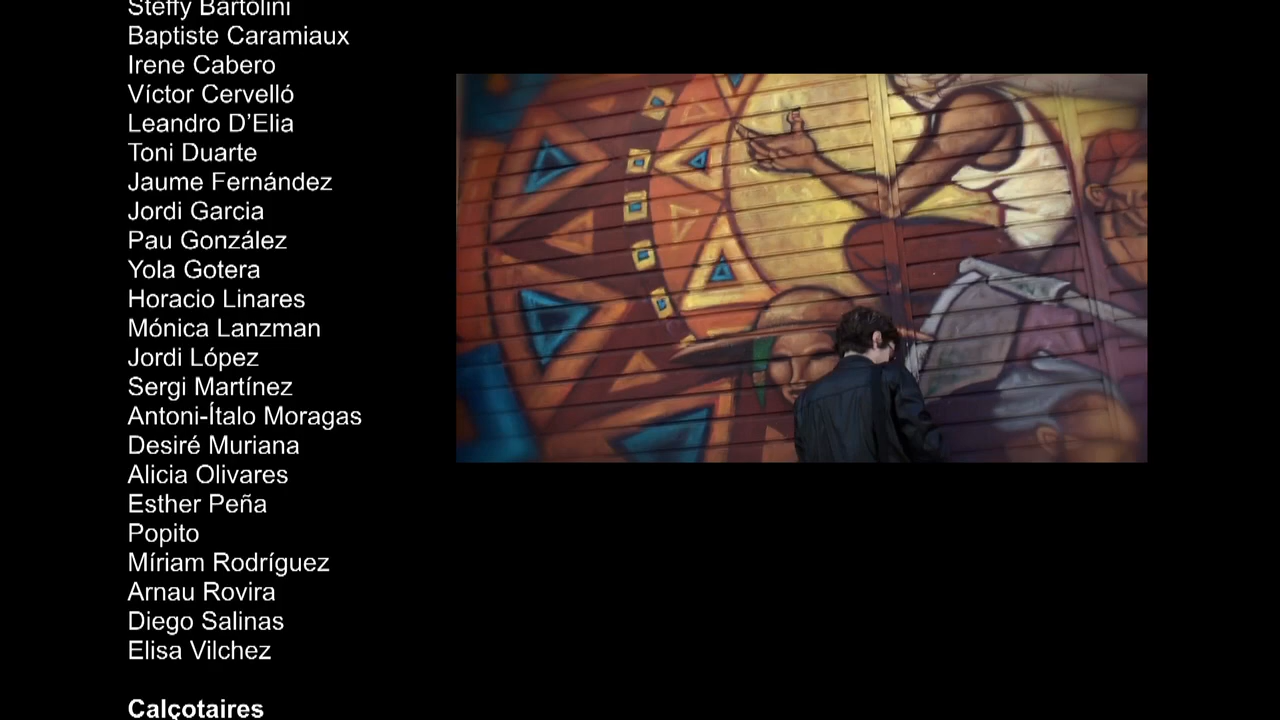 Steffy Bartolini
Baptiste Caramiaux
Irene Cabero
Víctor Cervelló
Leandro D’Elia
Toni Duarte
Jaume Fernández
Jordi Garcia
Pau González
Yola Gotera
Horacio Linares
Mónica Lanzman
Jordi López
Sergi Martínez
Antoni-Ítalo Moragas
Desiré Muriana
Alicia Olivares
Esther Peña
Popito
Míriam Rodríguez
Arnau Rovira
Diego Salinas
Elisa Vilchez
Calçotaires